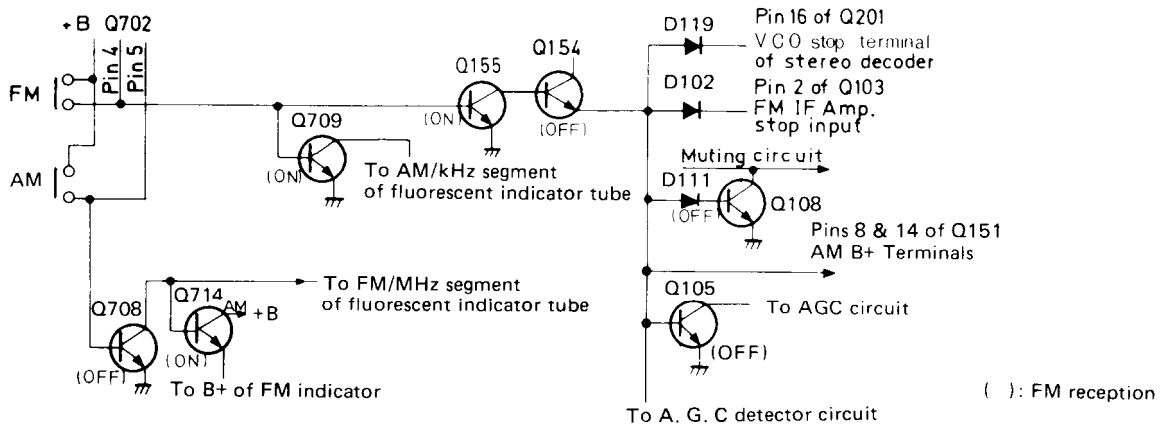 +B Q702
Pin 4
Pin 5
FM
AM
Q709
(ON)
To AM/kHz segment
of fluorescent indicator tube
Q155
(ON)
Q154
(OFF)
D119
Pin 16 of Q201
VCO stop terminal
of stereo decoder
D102
Pin 2 of Q103
FM IF Amp.
stop input
Muting circuit
D111
(OFF)
Q108
Pins 8 & 14 of Q151
AM B+ Terminals
Q105
(OFF)
To AGC circuit
To A. G. C detector circuit
Q708
(OFF)
Q714
(ON)
AM
+B
To FM/MHz segment
of fluorescent indicator tube
To B+ of FM indicator
( ): FM reception